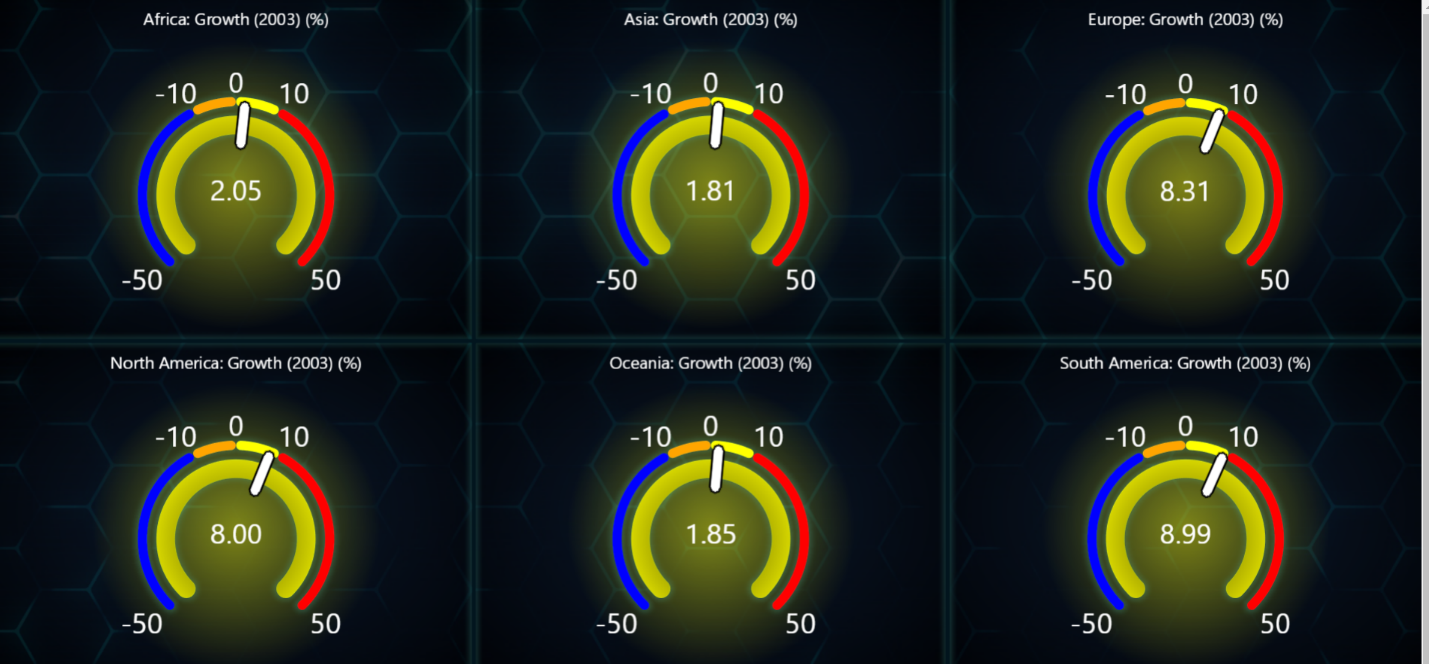 Africa: Growth (2003) (%)
-10 0 10
2.05
-50 50
Asia: Growth (2003) (%)
-10 0 10
1.81
-50 50
Europe: Growth (2003) (%)
-10 0 10
8.31
-50 50
North America: Growth (2003) (%)
-10 0 10
8.00
-50 50
Oceania: Growth (2003) (%)
-10 0 10
1.85
-50 50
South America: Growth (2003) (%)
-10 0 10
8.99
-50 50